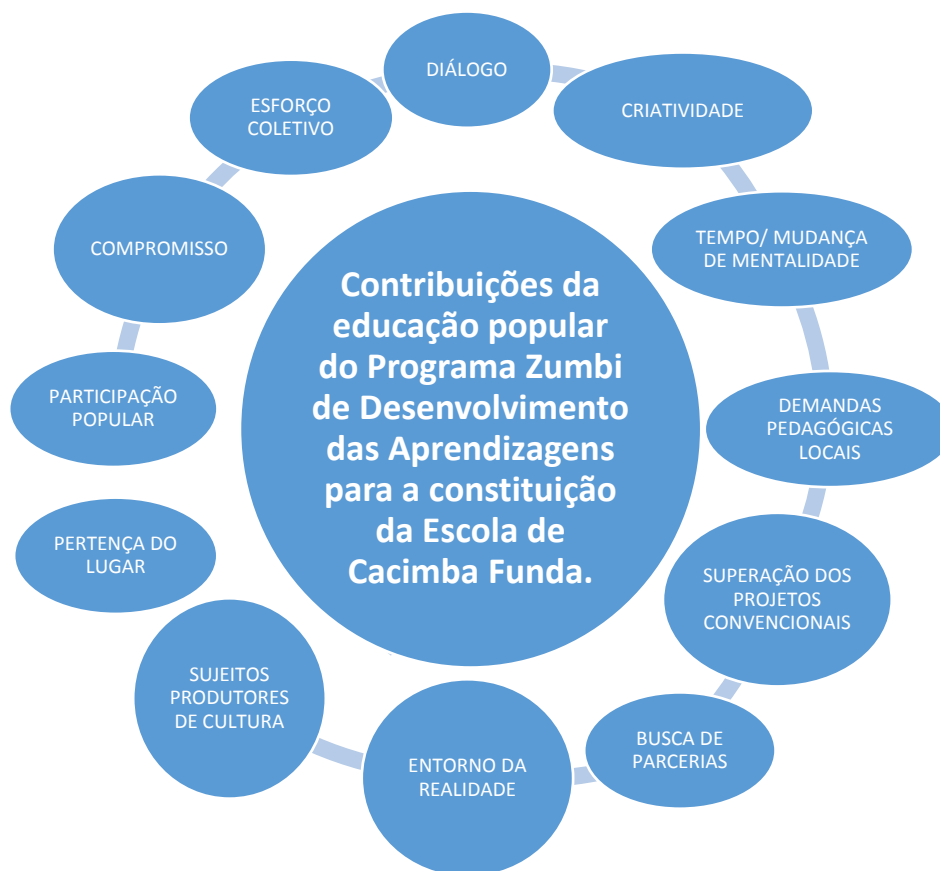 DIÁLOGO
CRIATIVIDADE
TEMPO/ MUDANÇA
DE MENTALIDADE
DEMANDAS
PEDAGÓGICAS
LOCAIS
SUPERAÇÃO DOS
PROJETOS
CONVENCIONAIS
BUSCA DE
PARCERIAS
ENTORNO DA
REALIDADE
SUJEITOS
PRODUTORES
DE CULTURA
PERTENÇA DO
LUGAR
PARTICIPAÇÃO
POPULAR
COMPROMISSO
ESFORÇO
COLETIVO
Contribuições da
educação popular
do Programa Zumbi
de Desenvolvimento
das Aprendizagens
para a constituição
da Escola de
Cacimba Funda.